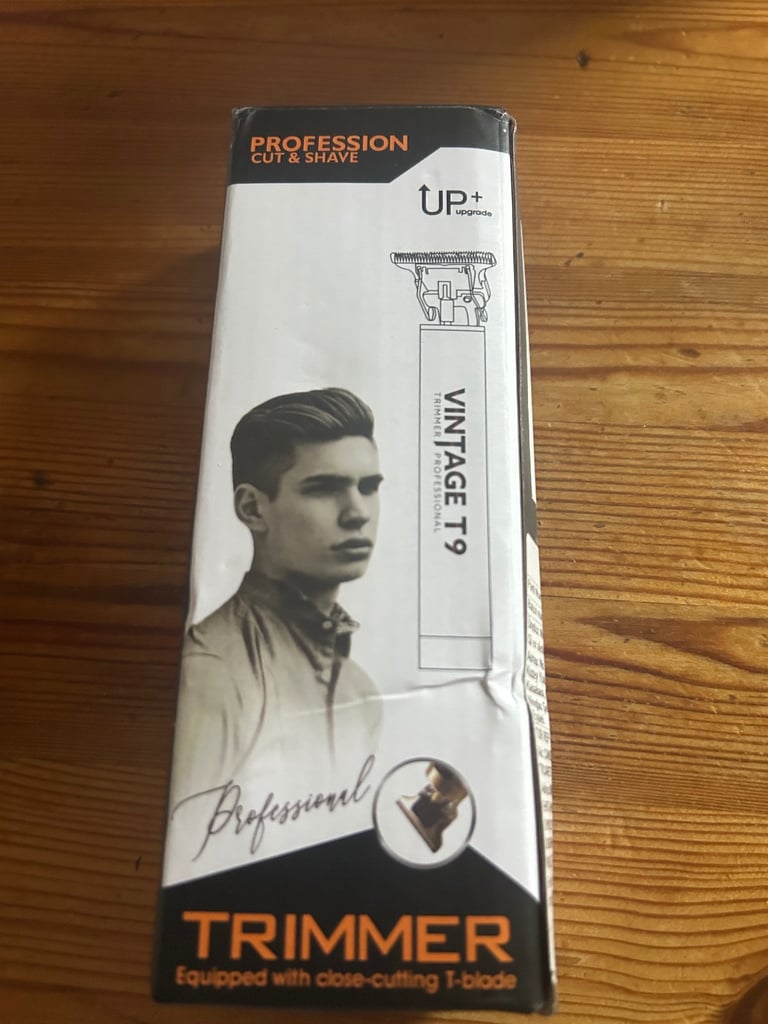 PROFESSION
CUT & SHAVE
UP+
upgrade
VINTAGE T9
TRIMMER PROFESSIONAL
Professional
TRIMMER
Equipped with close-cutting T-blade